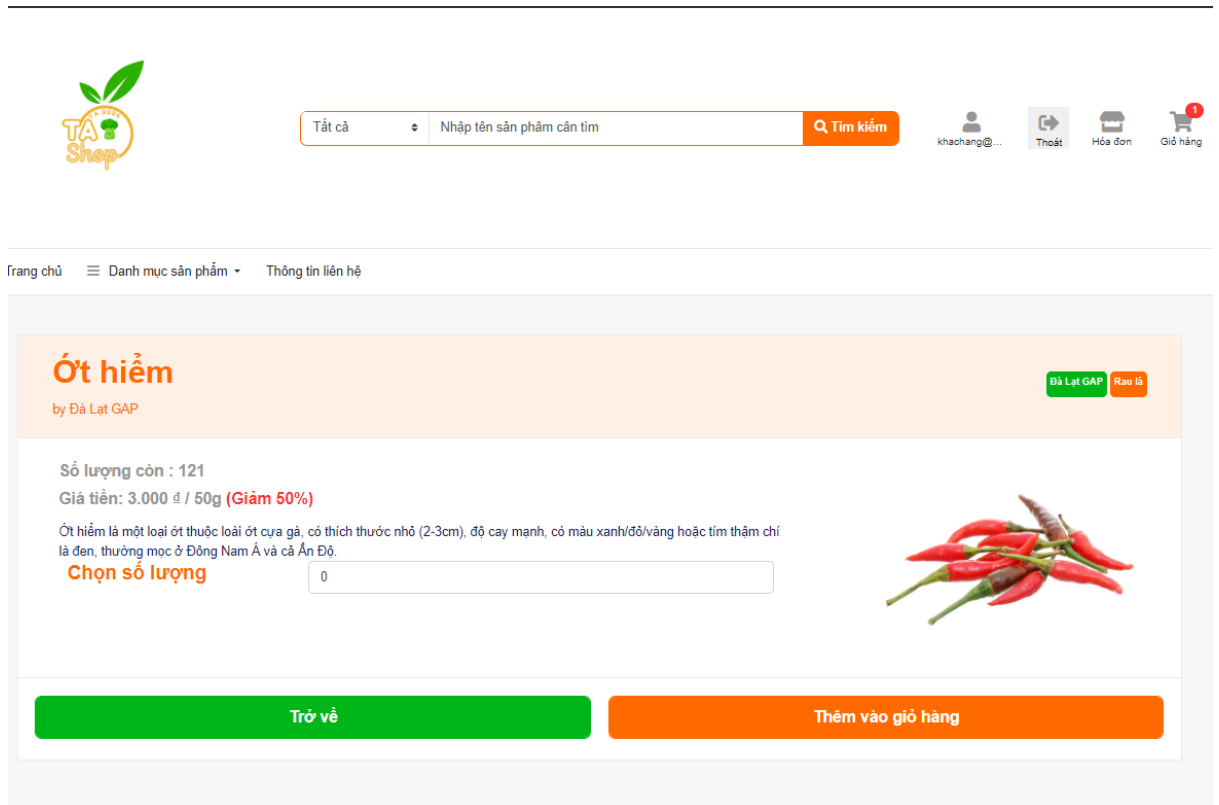 TÁ
Shop
Tất cả
Nhập tên sản phẩm cần tìm
Tìm kiếm
khachang@...
Thoát
Hóa đơn
1
Giỏ hàng
Trang chủ
Danh mục sản phẩm
Thông tin liên hệ
Ớt hiểm
by Đà Lạt GAP
Đà Lạt GAP
Rau lá
Số lượng còn : 121
Giá tiền: 3.000 ₫ / 50g (Giảm 50%)
Ớt hiểm là một loại ớt thuộc loài ớt cựa gà, có thích thước nhỏ (2-3cm), độ cay mạnh, có màu xanh/đỏ/vàng hoặc tím thậm chí
là đen, thường mọc ở Đông Nam Á và cả Ấn Độ.
Chọn số lượng
0
Trở về
Thêm vào giỏ hàng